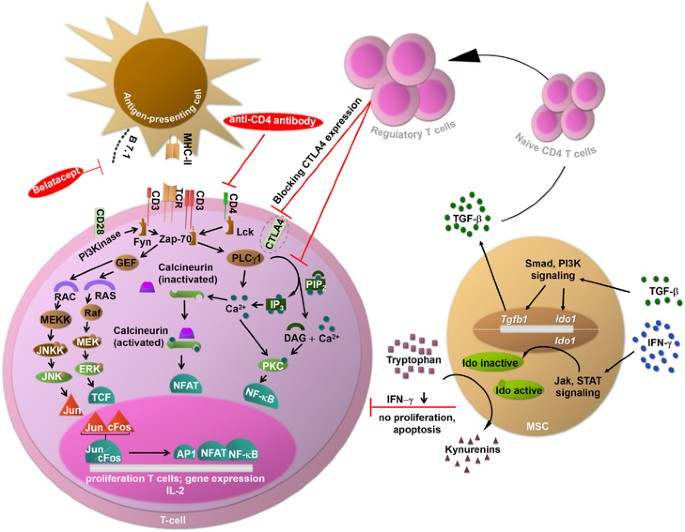 Antigen-presenting cell
B 7.1
MHC-II
anti-CD4 antibody
Belatacept
Blocking CTLA4 expression
Regulatory T cells
Naive CD4 T cells
CD28
CD3
TCR
CD3
CD4
CTLA4
PI3Kinase
Fyn
Zap-70
Lck
GEF
PLCγ1
RAC
RAS
Calcineurin
(inactivated)
PIP2
MEKK
Raf
Ca2+
IP3
JNKK
MEK
Calcineurin
(activated)
DAG + Ca2+
JNK
ERK
NFAT
PKC
Jun
TCF
NF-κB
Jun
cFos
Jun
cFos
AP1
NFAT
NF-κB
proliferation T cells; gene expression
IL-2
T-cell
TGF-β
Smad, PI3K
signaling
TGF-β
Tgfb1
Ido1
Ido1
IFN-γ
Ido inactive
Ido active
Jak, STAT
signaling
MSC
Tryptophan
IFN-γ
no proliferation,
apoptosis
Kynurenins